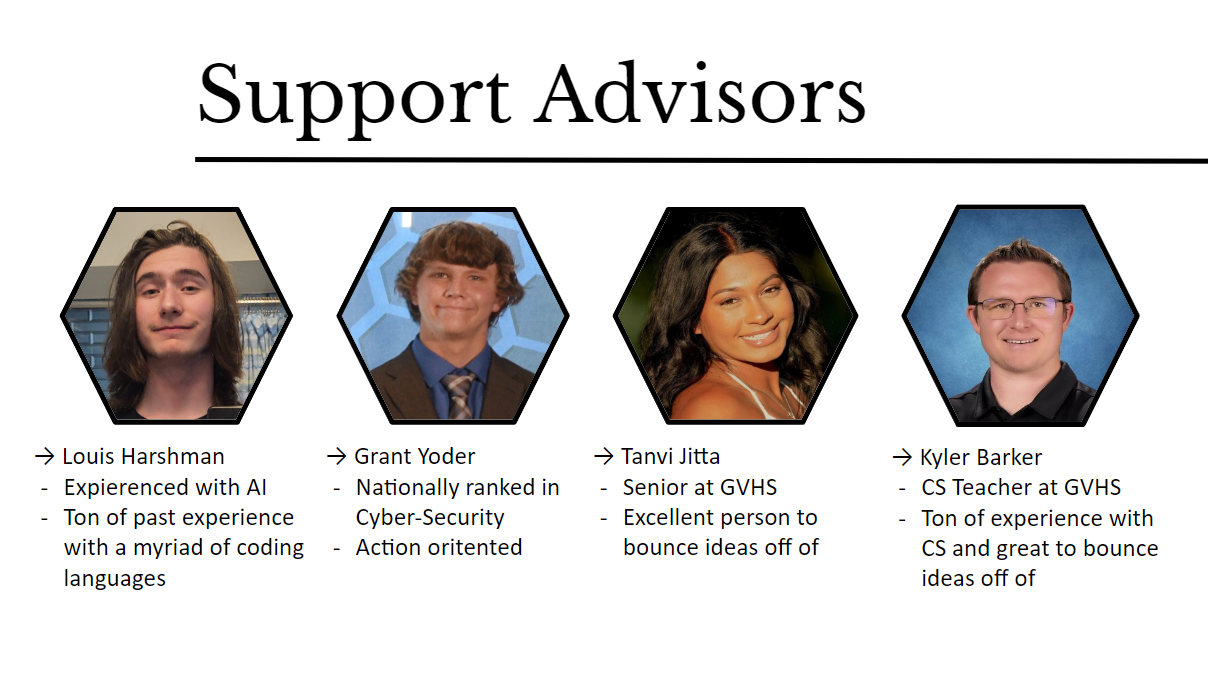 Support Advisors
→ Louis Harshman
- Expierenced with AI
- Ton of past experience
with a myriad of coding
languages
→ Grant Yoder
- Nationally ranked in
Cyber-Security
- Action oritented
→ Tanvi Jitta
- Senior at GVHS
- Excellent person to
bounce ideas off of
→ Kyler Barker
- CS Teacher at GVHS
- Ton of experience with
CS and great to bounce
ideas off of